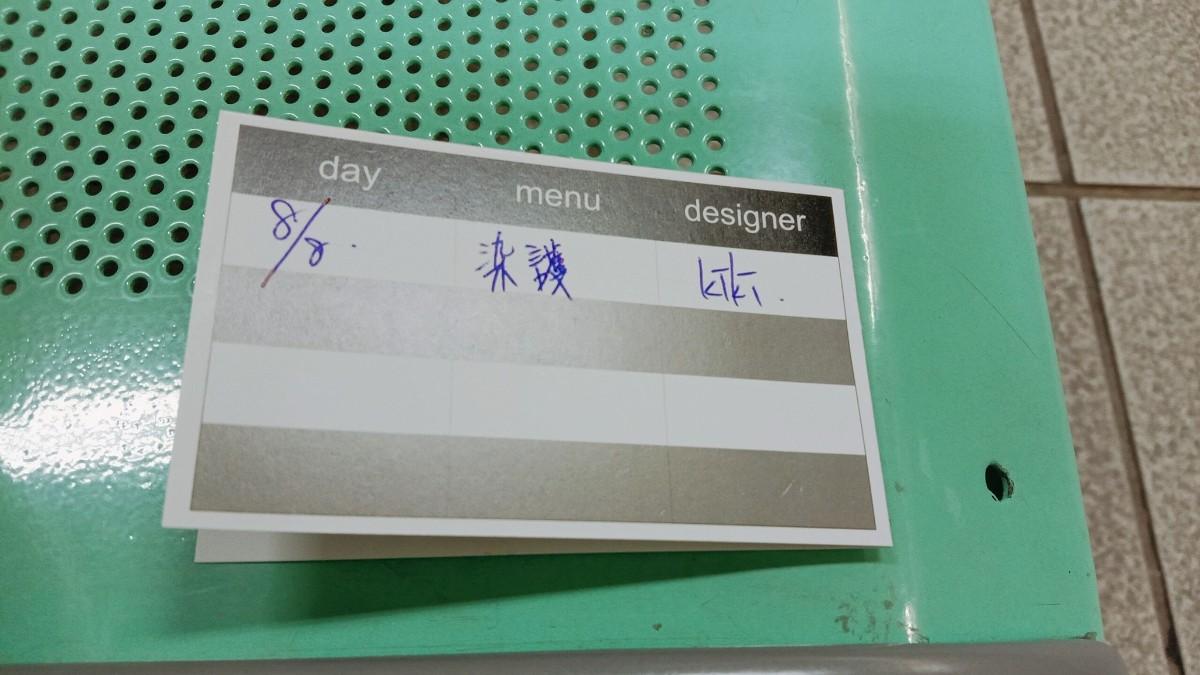 day menu designer
8/8. 染護 kiki.